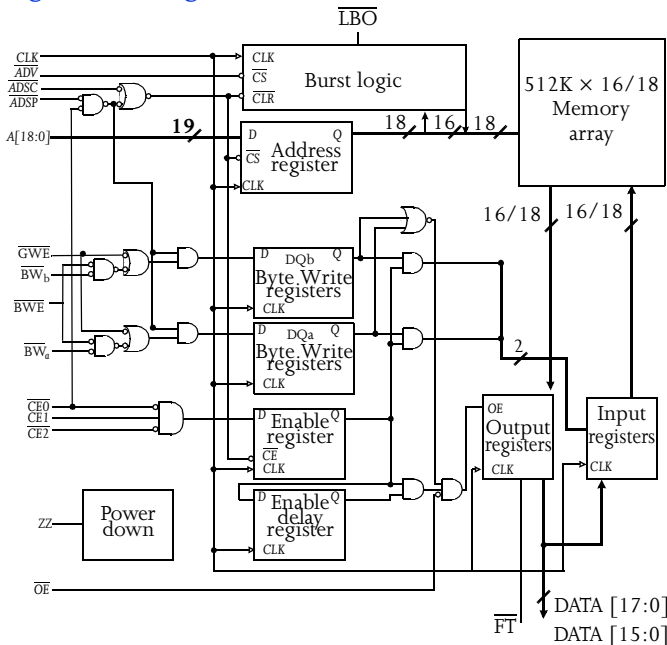 LBO
CLK
ADV
ADSC
ADSP
A[18:0]
19
CLK
CS
CLR
Burst logic
512K × 16/18
Memory
array
18
16
18
D
Q
CS
Address
register
CLK
16/18
16/18
GWE
BWb
BWE
BWa
D
DQb
Q
Byte Write
registers
CLK
D
DQa
Q
Byte Write
registers
CLK
2
CE0
CE1
CE2
D
Q
Enable
register
CE
CLK
OE
Output
registers
CLK
Input
registers
CLK
ZZ
Power
down
D
Q
Enable
delay
register
CLK
OE
FT
DATA [17:0]
DATA [15:0]